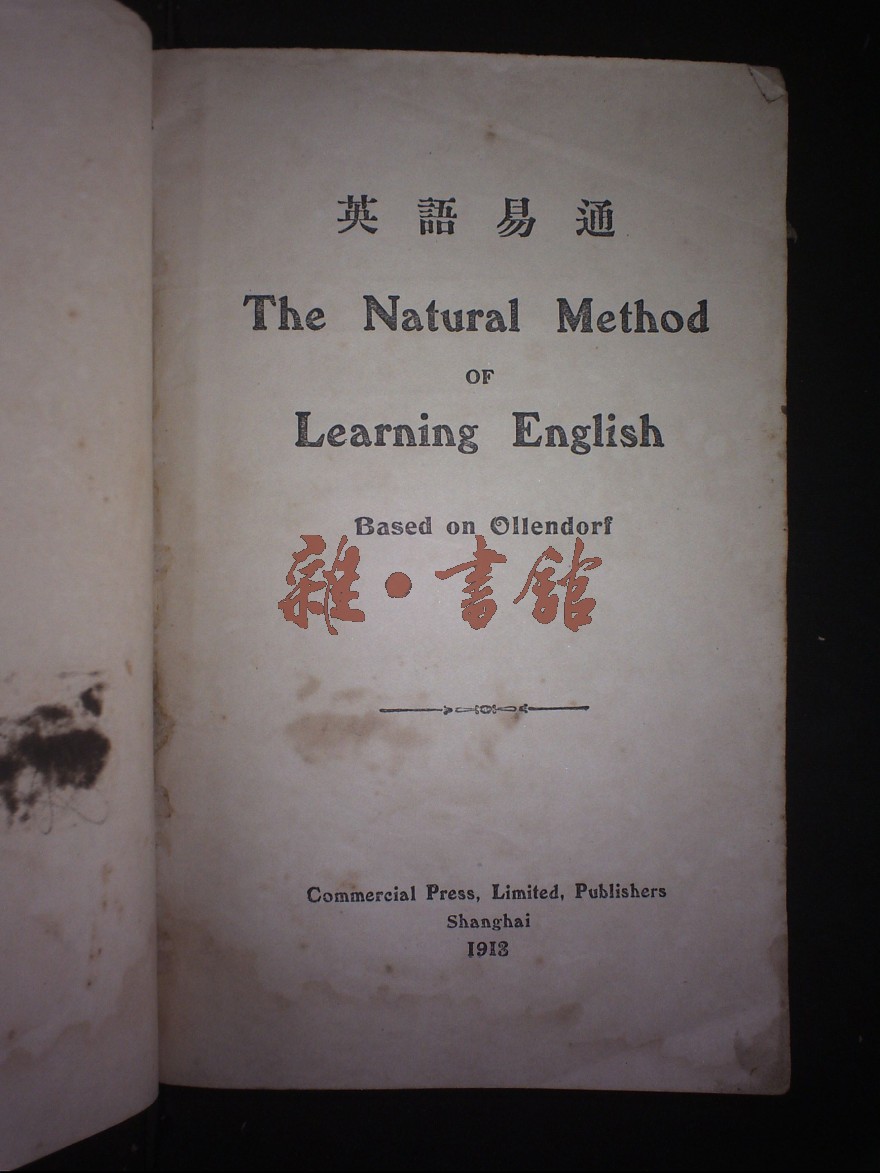 英語易通
The Natural Method
OF
Learning English
Based on Ollendorf
雜·書館
Commercial Press, Limited, Publishers
Shanghai
1913